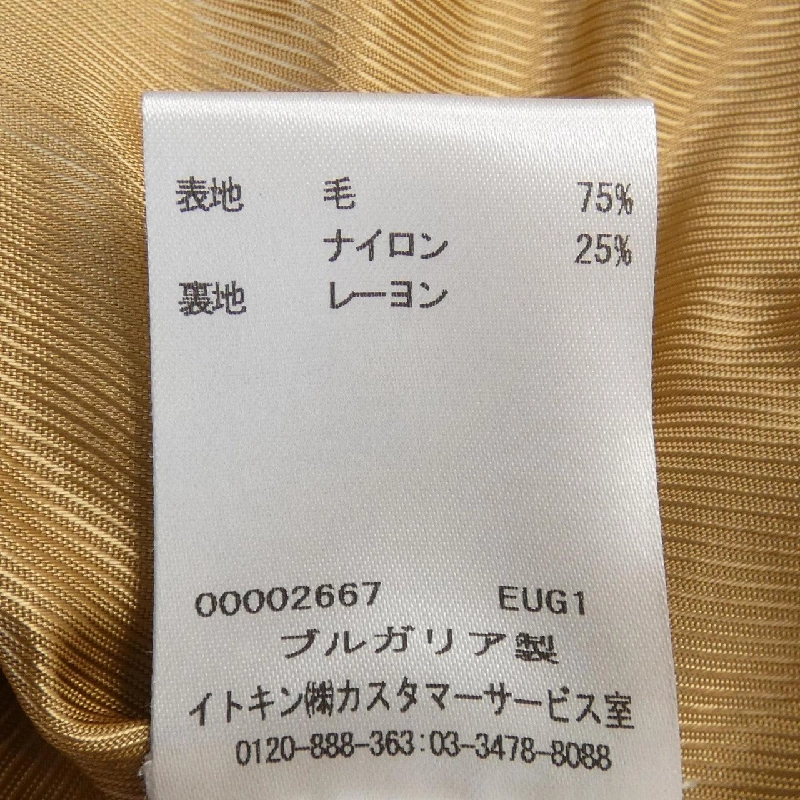 表地 毛 75%
ナイロン 25%
裏地 レーヨン
00002667 EUG1
ブルガリア製
イトキン㈱カスタマーサービス室
0120-888-363:03-3478-8088